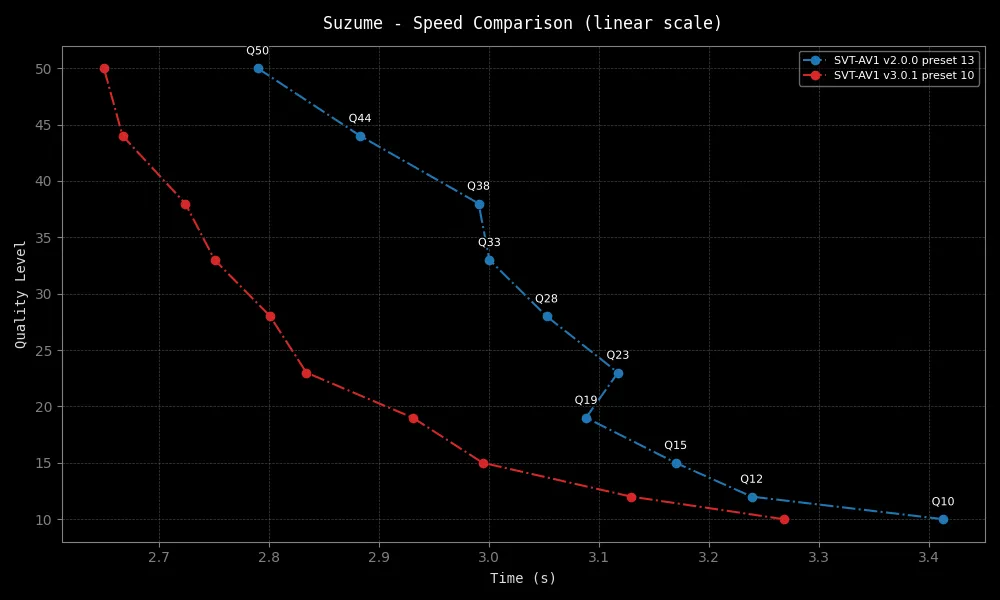 Suzume - Speed Comparison (linear scale)
SVT-AV1 v2.0.0 preset 13
SVT-AV1 v3.0.1 preset 10
Q50
Q44
Q38
Q33
Q28
Q23
Q19
Q15
Q12
Q10
Quality Level
50
45
40
35
30
25
20
15
10
2.7 2.8 2.9 3.0 3.1 3.2 3.3 3.4
Time (s)